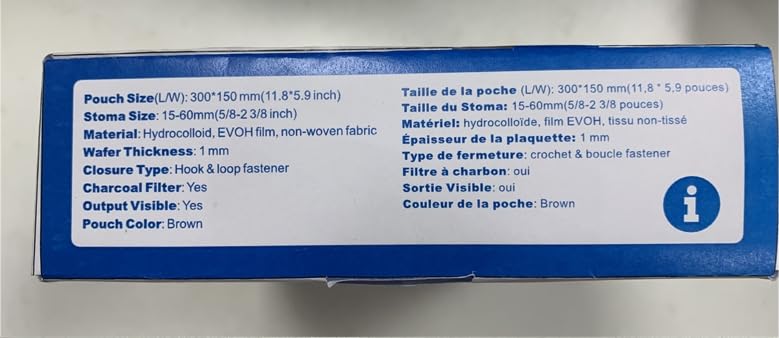 Pouch Size(L/W): 300*150 mm(11.8*5.9 inch)
Stoma Size: 15-60mm(5/8-2 3/8 inch)
Material: Hydrocolloid, EVOH film, non-woven fabric
Wafer Thickness: 1 mm
Closure Type: Hook & loop fastener
Charcoal Filter: Yes
Output Visible: Yes
Pouch Color: Brown
Taille de la poche (L/W): 300*150 mm(11,8 * 5,9 pouces)
Taille du Stoma: 15-60mm(5/8-2 3/8 pouces)
Matériel: hydrocolloïde, film EVOH, tissu non-tissé
Épaisseur de la plaquette: 1 mm
Type de fermeture: crochet & boucle fastener
Filtre à charbon: oui
Sortie Visible: oui
Couleur de la poche: Brown
i